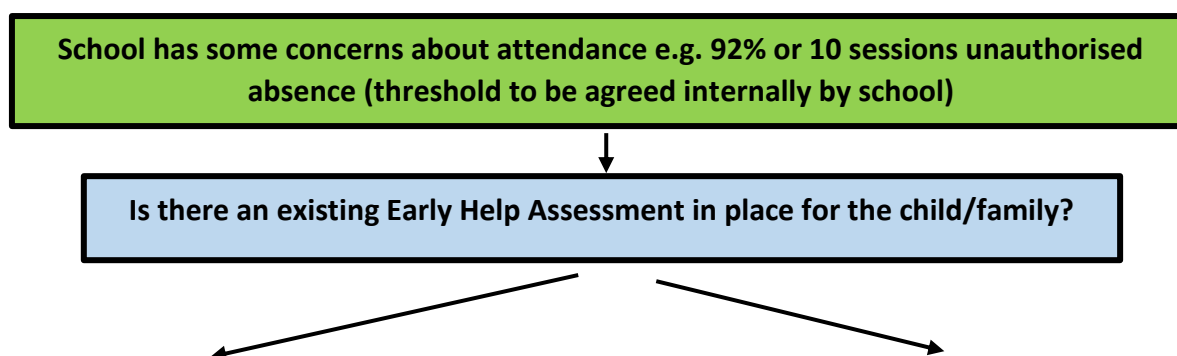 School has some concerns about attendance e.g. 92% or 10 sessions unauthorised
absence (threshold to be agreed internally by school)
Is there an existing Early Help Assessment in place for the child/family?